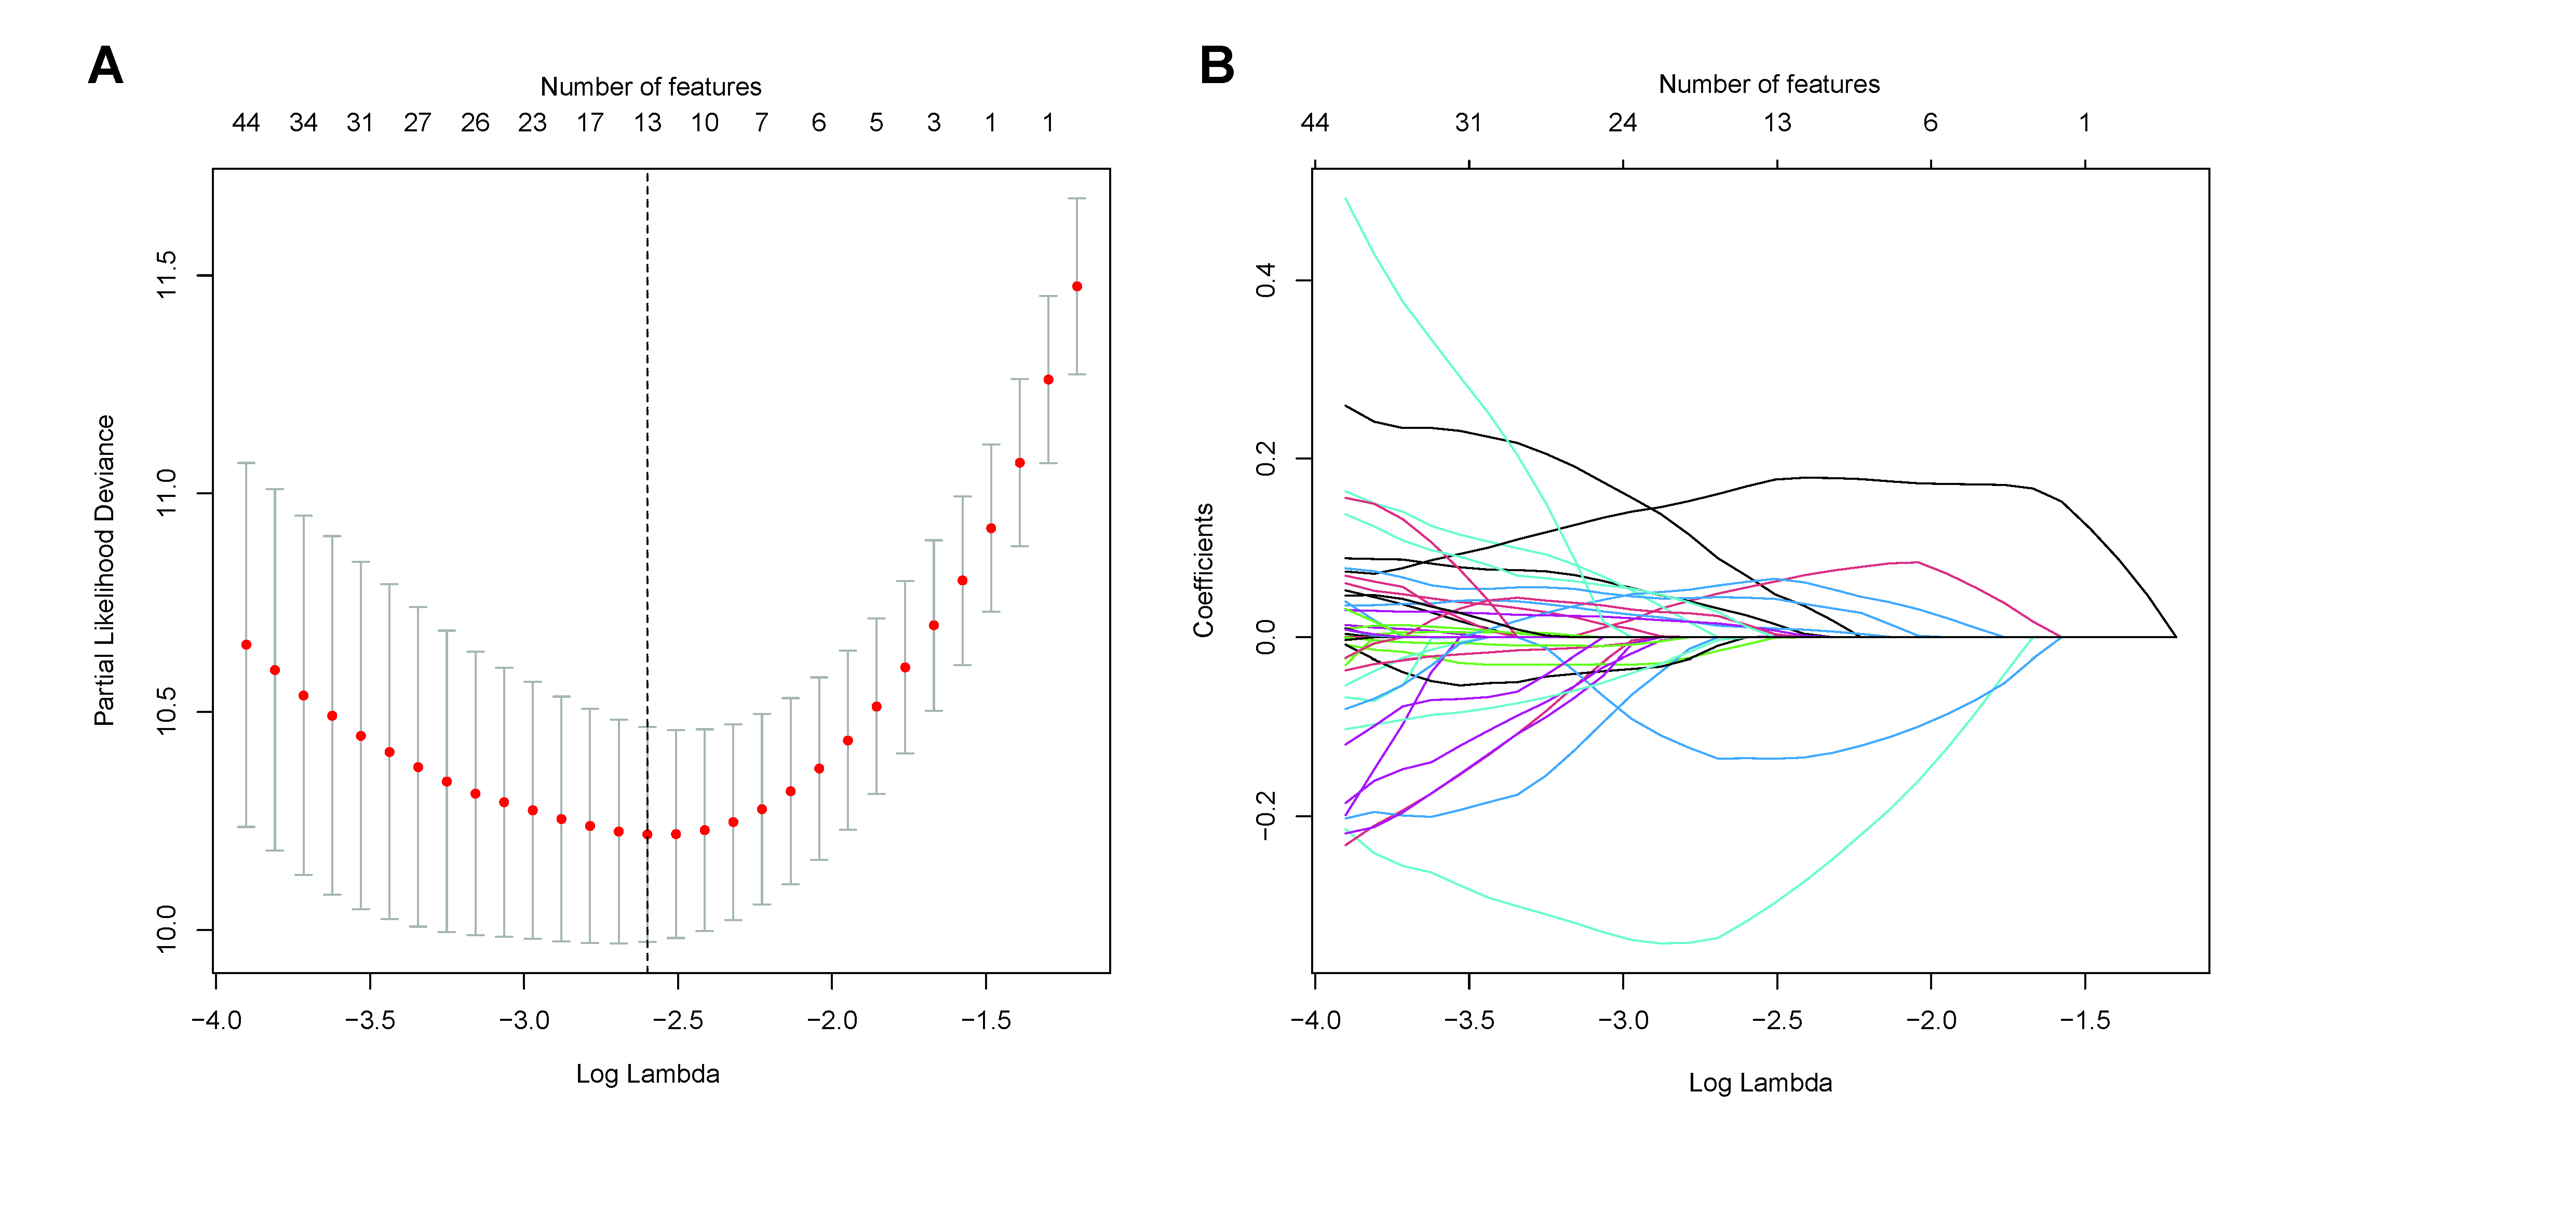 A
Number of features
44 34 31 27 26 23 17 13 10 7 6 5 3 1 1
Partial Likelihood Deviance
11.5
11.0
10.5
10.0
−4.0 −3.5 −3.0 −2.5 −2.0 −1.5
Log Lambda
B
Number of features
44 31 24 13 6 1
Coefficients
0.4
0.2
0.0
−0.2
−4.0 −3.5 −3.0 −2.5 −2.0 −1.5
Log Lambda